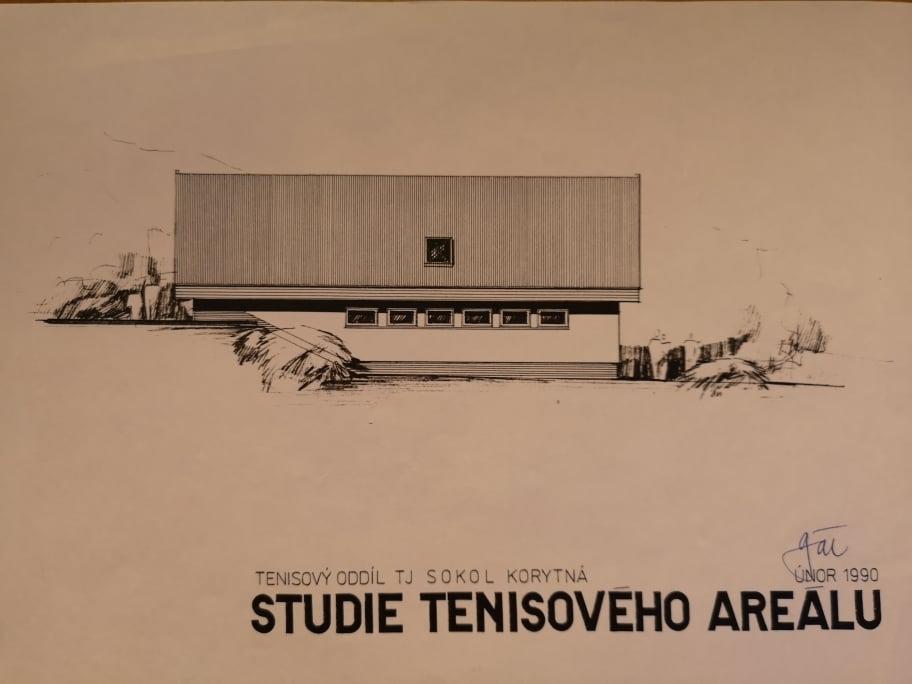 TENISOVÝ ODDÍL TJ SOKOL KORYTNÁ
ÚNOR 1990
STUDIE TENISOVÉHO AREÁLU